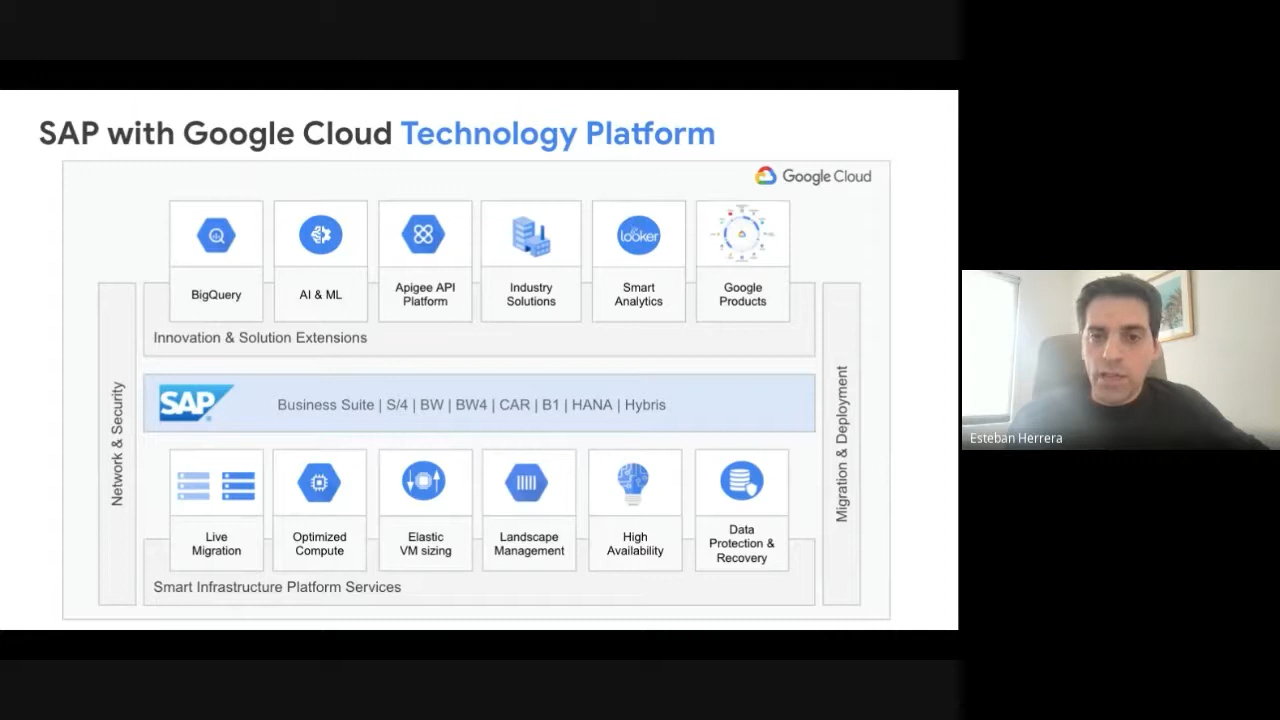 SAP with Google Cloud Technology Platform
Google Cloud
BigQuery
AI & ML
Apigee API
Platform
Industry
Solutions
looker
Smart
Analytics
Google
Products
Innovation & Solution Extensions
Network & Security
SAP
Business Suite | S/4 | BW | BW4 | CAR | B1 | HANA | Hybris
Migration & Deployment
Live
Migration
Optimized
Compute
Elastic
VM sizing
Landscape
Management
High
Availability
Data
Protection &
Recovery
Smart Infrastructure Platform Services
Esteban Herrera